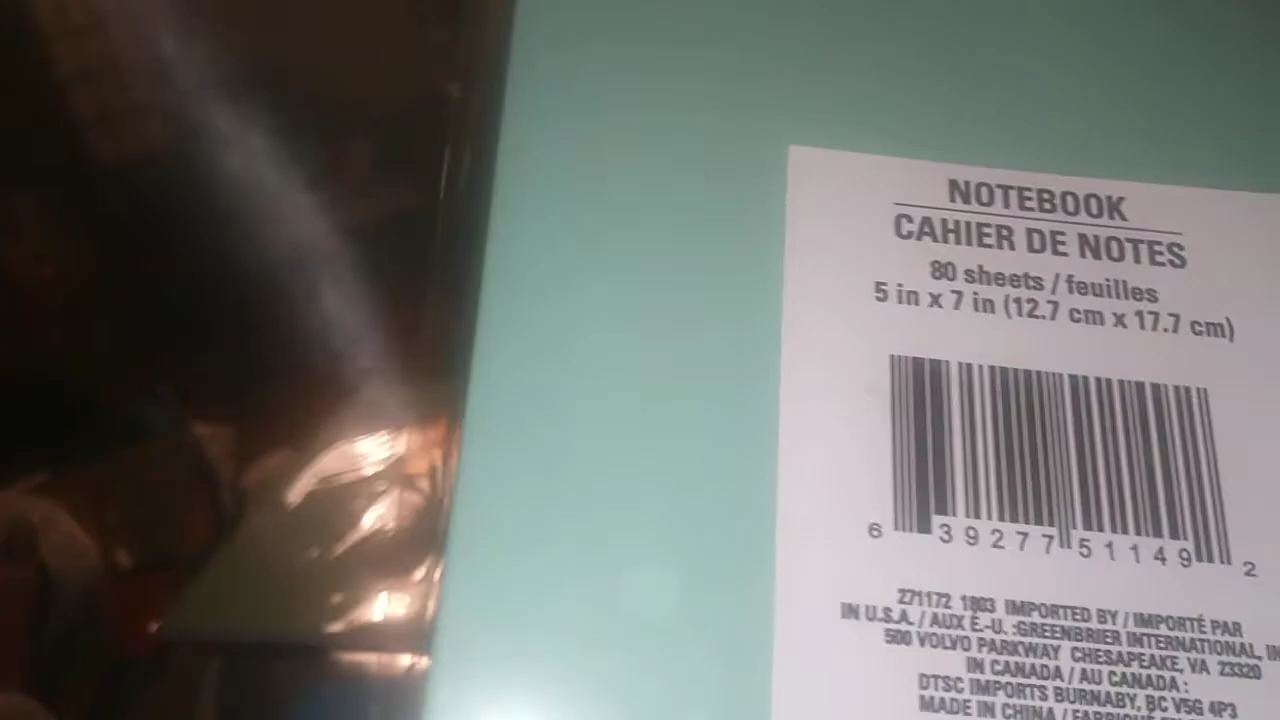 NOTEBOOK
CAHIER DE NOTES
80 sheets / feuilles
5 in x 7 in (12.7 cm x 17.7 cm)
6 39277 51149 2
271172 1803 IMPORTED BY / IMPORTÉ PAR
IN U.S.A. / AUX É.-U. :GREENBRIER INTERNATIONAL,
500 VOLVO PARKWAY CHESAPEAKE, VA 23320
IN CANADA / AU CANADA :
DTSC IMPORTS BURNABY, BC V5G 4P3
MADE IN CHINA /